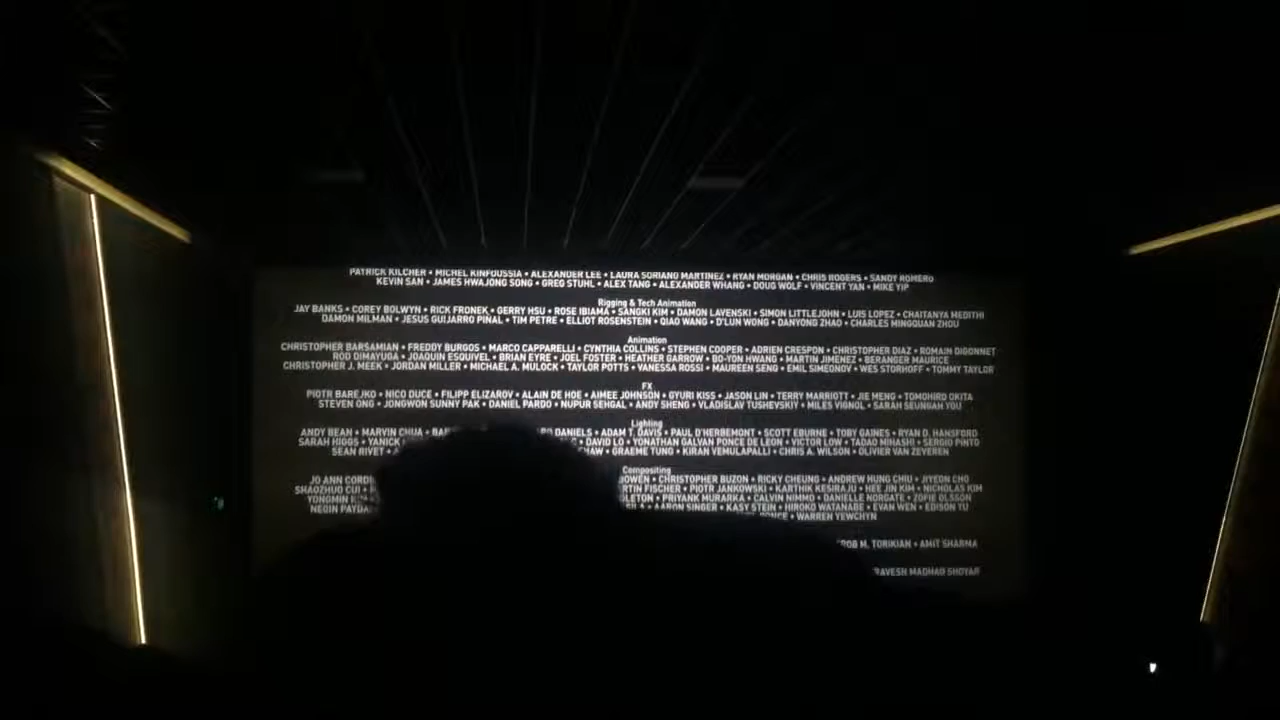 PATRICK KILCHER • MICHEL KINFOUSSIA • ALEXANDER LEE • LAURA SORIANO MARTINEZ • RYAN MORGAN • CHRIS ROGERS • SANDY ROMERO
KEVIN SAN • JAMES HWAJONG SONG • GREG STUHL • ALEX TANG • ALEXANDER WHANG • DOUG WOLF • VINCENT YAN • MIKE YIP
Rigging & Tech Animation
JAY BANKS • COREY BOLWYN • RICK FRONEK • GERRY HSU • ROSE IBIAMA • SANGKI KIM • DAMON LAVENSKI • SIMON LITTLEJOHN • LUIS LOPEZ • CHAITANYA MEDITHI
DAMON MILMAN • JESUS GUIJARRO PINAL • TIM PETRE • ELLIOT ROSENSTEIN • QIAO WANG • D'LUN WONG • DANYONG ZHAO • CHARLES MINGQUAN ZHOU
Animation
CHRISTOPHER BARSAMIAN • FREDDY BURGOS • MARCO CAPPARELLI • CYNTHIA COLLINS • STEPHEN COOPER • ADRIEN CRESPON • CHRISTOPHER DIAZ • ROMAIN DIGONNET
ROD DIMAYUGA • JOAQUIN ESQUIVEL • BRIAN EYRE • JOEL FOSTER • HEATHER GARROW • BO-YON HWANG • MARTIN JIMENEZ • BERANGER MAURICE
CHRISTOPHER J. MEEK • JORDAN MILLER • MICHAEL A. MULOCK • TAYLOR POTTS • VANESSA ROSSI • MAUREEN SENG • EMIL SIMEONOV • WES STORHOFF • TOMMY TAYLOR
FX
PIOTR BAREJKO • NICO DUCE • FILIPP ELIZAROV • ALAIN DE HOE • AIMEE JOHNSON • GYURI KISS • JASON LIN • TERRY MARRIOTT • JIE MENG • TOMOHIRO OKITA
STEVEN ONG • JONGWON SUNNY PAK • DANIEL PARDO • NUPUR SEHGAL • ANDY SHENG • VLADISLAV TUSHEVSKIY • MILES VIGNOL • SARAH SEUNGAH YOU
Lighting
ANDY BEAN • MARVIN CHUA • DANIELS • ADAM T. DAVIS • PAUL D'HERBEMONT • SCOTT EBURNE • TOBY GAINES • RYAN D. HANSFORD
SARAH HIGGS • YANICK • DAVID LO • YONATHAN GALVAN PONCE DE LEON • VICTOR LOW • TADAO MIHASHI • SERGIO PINTO
SEAN RIVET • GRAEME TUNG • KIRAN VEMULAPALLI • CHRIS A. WILSON • OLIVIER VAN ZEVEREN
Compositing
JO ANN • CHRISTOPHER BUZON • RICKY CHEUNG • ANDREW HUNG CHIU • JIYEON CHO
SHAOZHUO CUI • FISCHER • PIOTR JANKOWSKI • KARTHIK KESIRAJU • HEE JIN KIM • NICHOLAS KIM
YONGMIN • PRIYANK MURARKA • CALVIN NIMMO • DANIELLE NORGATE • ZOFIE OLSSON
• AARON SINGER • KASY STEIN • HIROKO WATANABE • EVAN WEN • EDISON YU
PONCE • WARREN YEWCHYN
ROB M. TORIKIAN • AMIT SHARMA
MADHAO SHOYAR